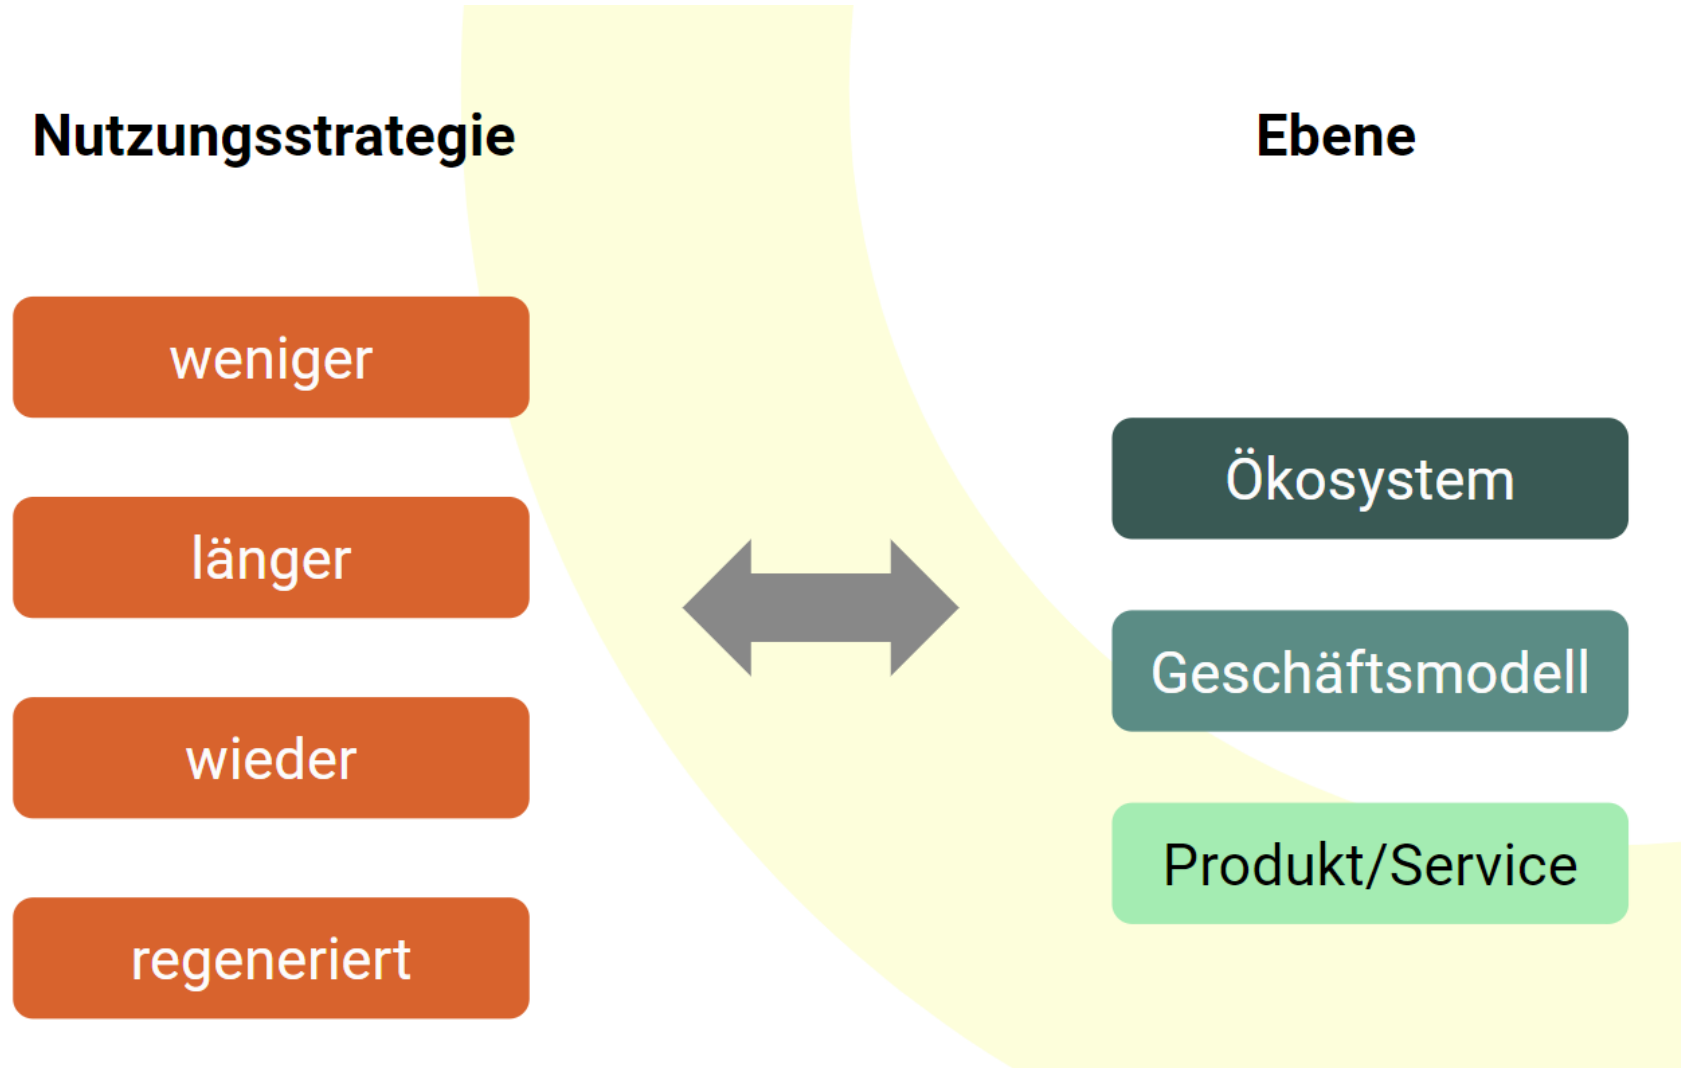 Nutzungsstrategie
weniger
länger
wieder
regeneriert
Ebene
Ökosystem
Geschäftsmodell
Produkt/Service